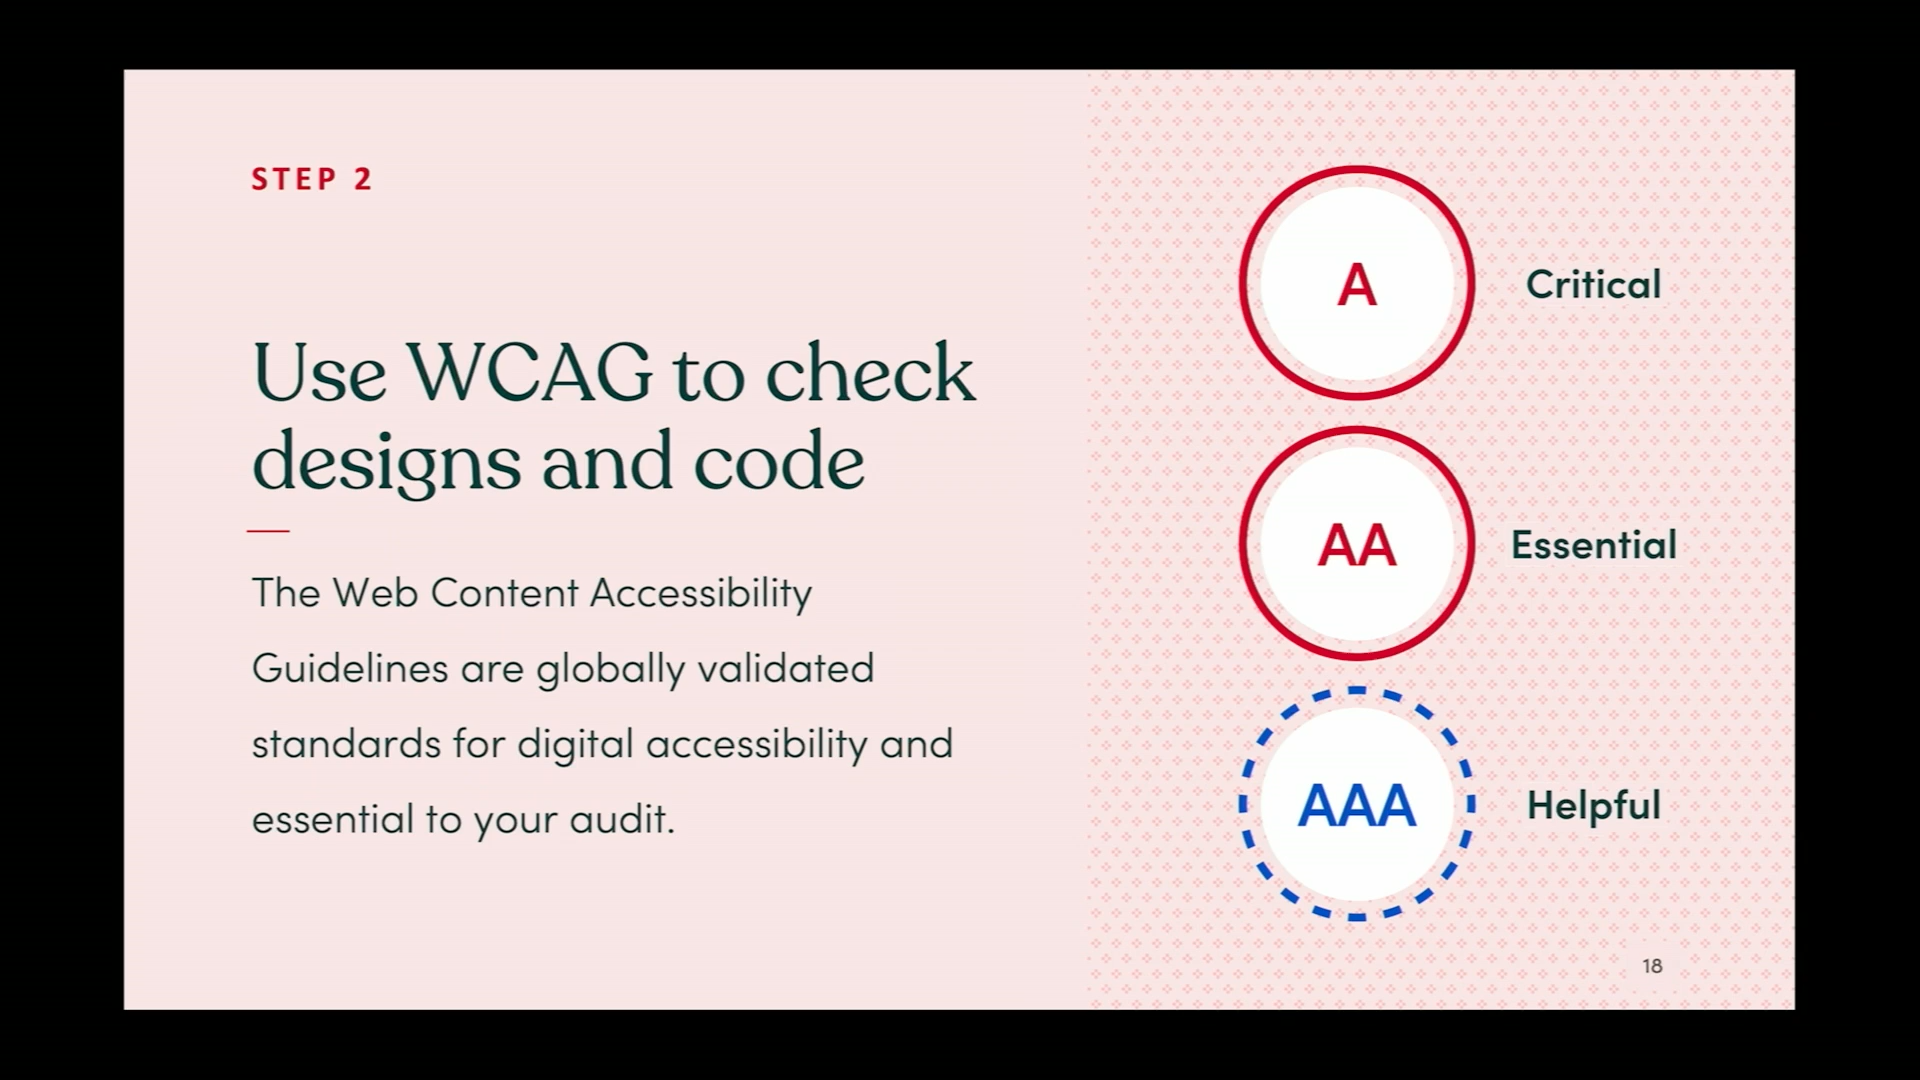 STEP 2
Use WCAG to check
designs and code
The Web Content Accessibility
Guidelines are globally validated
standards for digital accessibility and
essential to your audit.
A
Critical
AA
Essential
AAA
Helpful
18